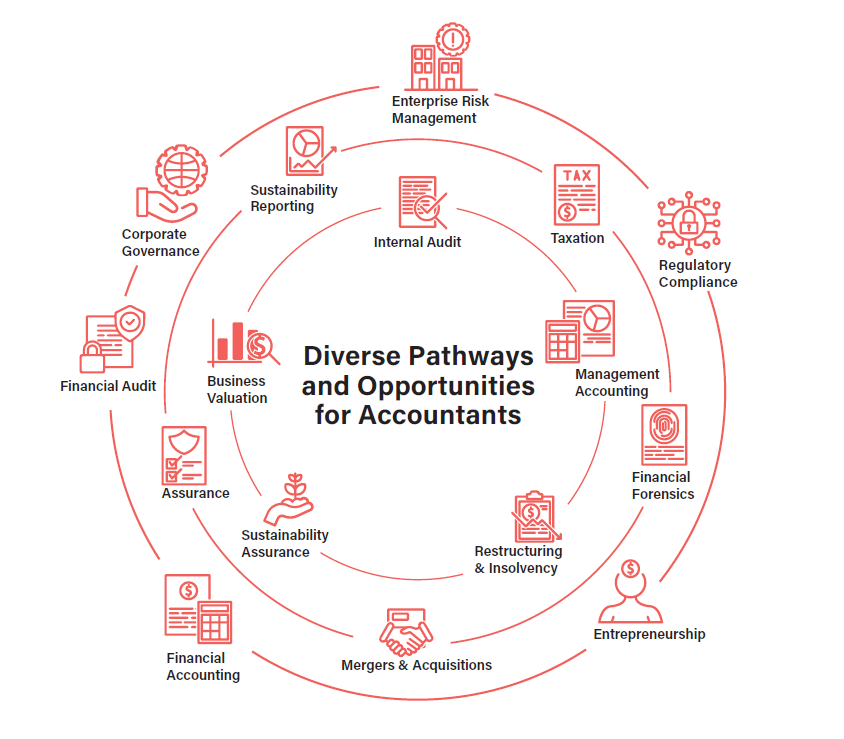 Enterprise Risk
Management
Sustainability
Reporting
TAX
Taxation
Internal Audit
Corporate
Governance
Regulatory
Compliance
Diverse Pathways
and Opportunities
for Accountants
Financial Audit
Business
Valuation
Management
Accounting
Assurance
Financial
Forensics
Sustainability
Assurance
Restructuring
& Insolvency
Entrepreneurship
Mergers & Acquisitions
Financial
Accounting